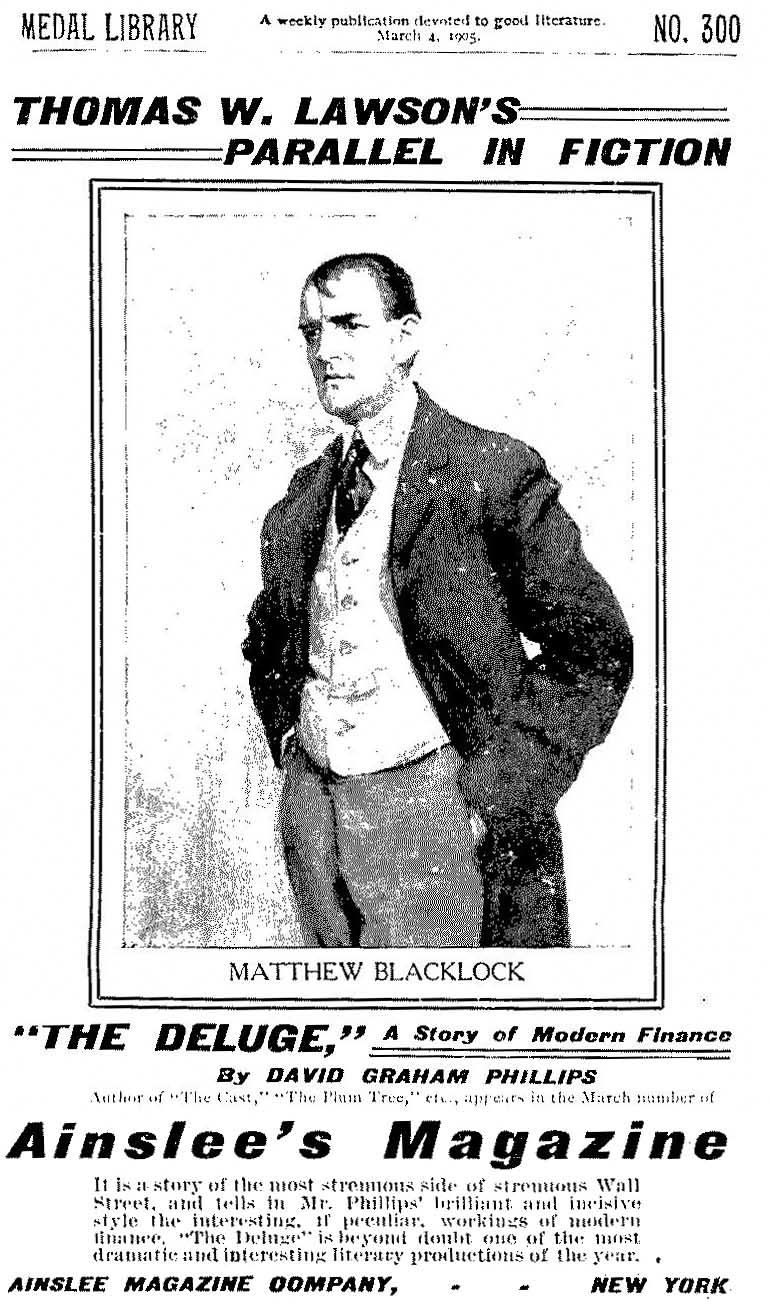 MEDAL LIBRARY
A weekly publication devoted to good literature.
March 4, 1905.
NO. 300
THOMAS W. LAWSON'S
PARALLEL IN FICTION
MATTHEW BLACKLOCK
"THE DELUGE," A Story of Modern Finance
By DAVID GRAHAM PHILLIPS
Author of "The Cast," "The Plum Tree," etc., appears in the March number of
Ainslee's Magazine
It is a story of the most strenuous side of strenuous Wall
Street, and tells in Mr. Phillips' brilliant and incisive
style the interesting, if peculiar, workings of modern
finance. "The Deluge" is beyond doubt one of the most
dramatic and interesting literary productions of the year.
AINSLEE MAGAZINE COMPANY, - - NEW YORK